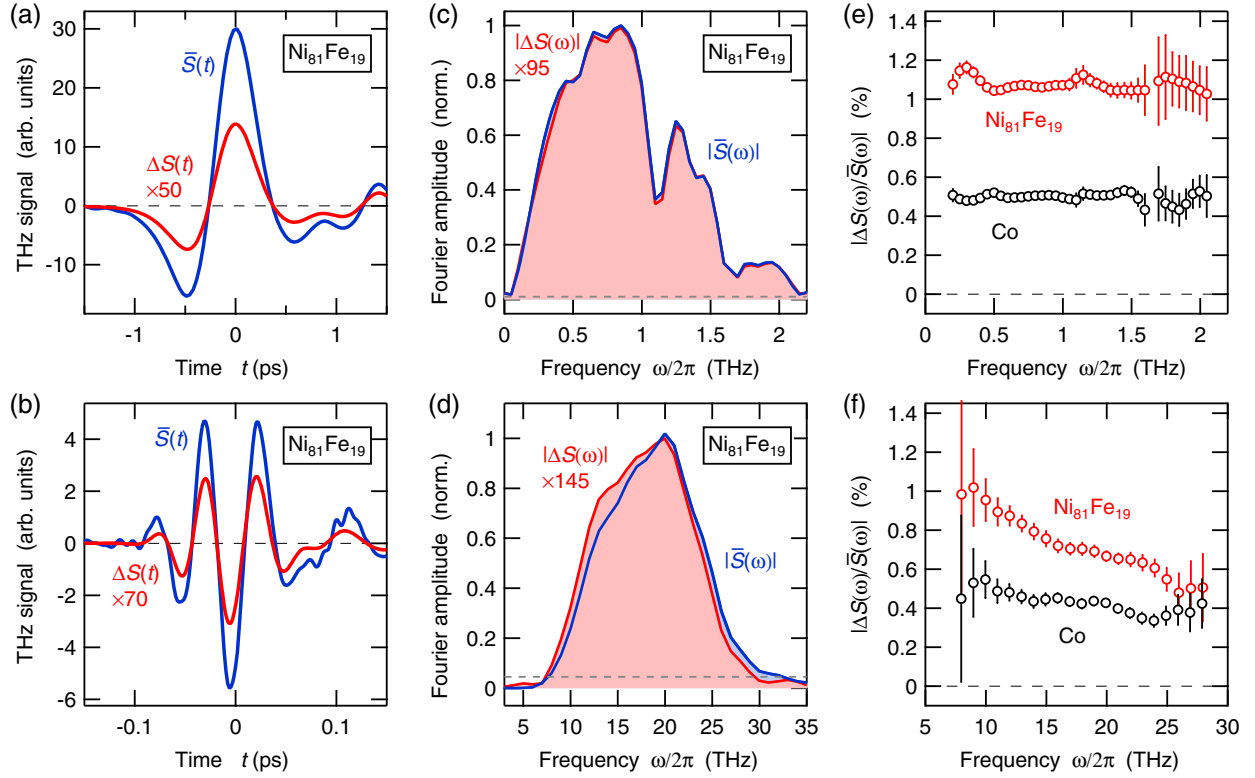 (a)
THz signal (arb. units)
30
20
10
0
-10
S̄(t)
Ni₈₁Fe₁₉
ΔS(t)
×50
-1
0
1
Time t (ps)
(c)
Fourier amplitude (norm.)
1
0.8
0.6
0.4
0.2
0
|ΔS(ω)|
×95
Ni₈₁Fe₁₉
|S̄(ω)|
0
0.5
1
1.5
2
Frequency ω/2π (THz)
(e)
|ΔS(ω)/S̄(ω)| (%)
1.4
1.2
1
0.8
0.6
0.4
0.2
0
Ni₈₁Fe₁₉
Co
0
0.5
1
1.5
2
Frequency ω/2π (THz)
(b)
THz signal (arb. units)
4
2
0
-2
-4
-6
S̄(t)
Ni₈₁Fe₁₉
ΔS(t)
×70
-0.1
0
0.1
Time t (ps)
(d)
Fourier amplitude (norm.)
1
0.8
0.6
0.4
0.2
0
|ΔS(ω)|
×145
Ni₈₁Fe₁₉
|S̄(ω)|
5
10
15
20
25
30
35
Frequency ω/2π (THz)
(f)
|ΔS(ω)/S̄(ω)| (%)
1.4
1.2
1
0.8
0.6
0.4
0.2
0
Ni₈₁Fe₁₉
Co
5
10
15
20
25
30
Frequency ω/2π (THz)